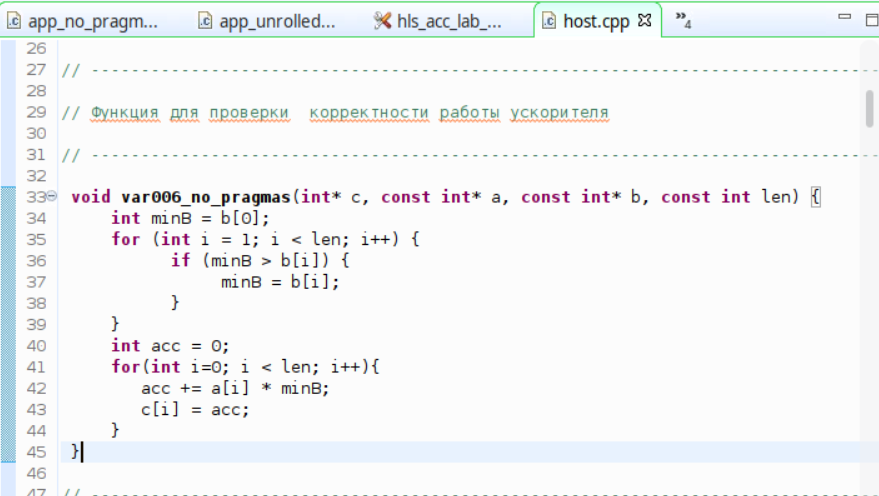 app_no_pragm... app_unrolled... hls_acc_lab_... host.cpp »4
26
27 // --------------------------------------------------------------------------------
28
29 // Функция для проверки  корректности работы ускорителя
30
31 // --------------------------------------------------------------------------------
32
33 void var006_no_pragmas(int* c, const int* a, const int* b, const int len) {
34     int minB = b[0];
35     for (int i = 1; i < len; i++) {
36           if (minB > b[i]) {
37                minB = b[i];
38           }
39     }
40     int acc = 0;
41     for(int i=0; i < len; i++){
42        acc += a[i] * minB;
43        c[i] = acc;
44     }
45 }
46
47 // --------------------------------------------------------------------------------